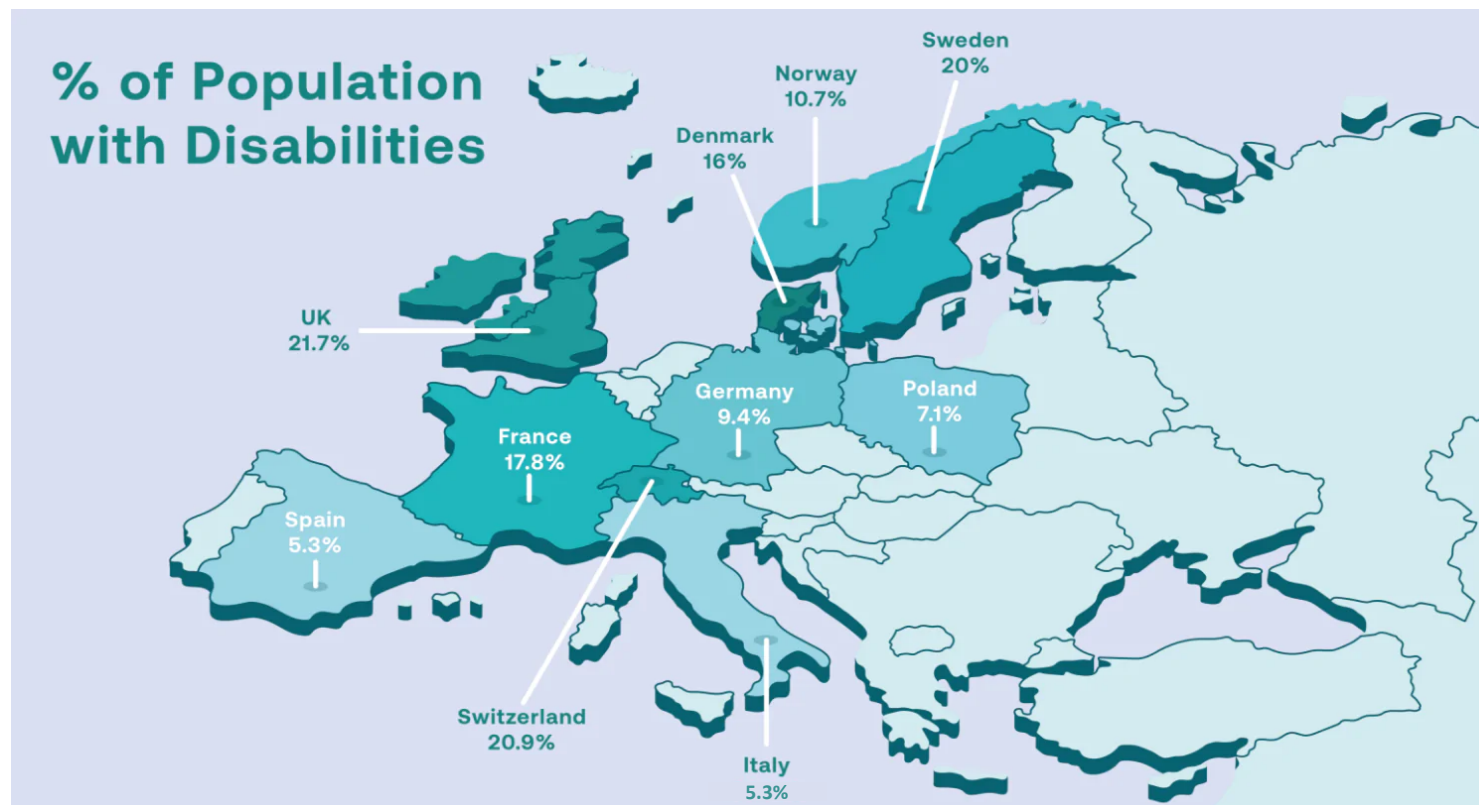 % of Population
with Disabilities
Sweden
20%
Norway
10.7%
Denmark
16%
UK
21.7%
Germany
9.4%
Poland
7.1%
France
17.8%
Spain
5.3%
Switzerland
20.9%
Italy
5.3%